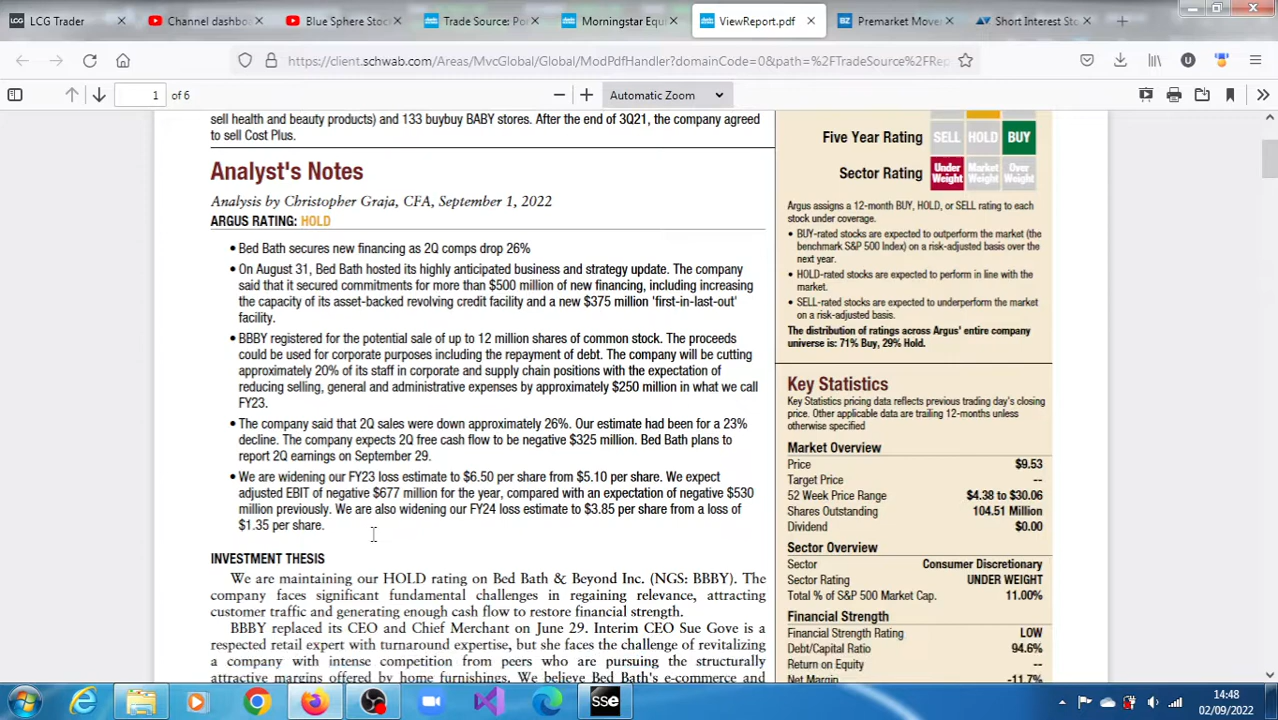 LCG Trader
Channel dashbo
Blue Sphere Stoc
Trade Source: Po
Morningstar Equ
ViewReport.pdf
Premarket Mover
Short Interest Sto
https://client.schwab.com/Areas/MvcGlobal/Global/ModPdfHandler?domainCode=0&path=%2FTradeSource%2FRep
1 of 6
Automatic Zoom
sell health and beauty products) and 133 buybuy BABY stores. After the end of 3Q21, the company agreed
to sell Cost Plus.
Analyst's Notes
Analysis by Christopher Graja, CFA, September 1, 2022
ARGUS RATING: HOLD
• Bed Bath secures new financing as 2Q comps drop 26%
• On August 31, Bed Bath hosted its highly anticipated business and strategy update. The company
said that it secured commitments for more than $500 million of new financing, including increasing
the capacity of its asset-backed revolving credit facility and a new $375 million 'first-in-last-out'
facility.
• BBBY registered for the potential sale of up to 12 million shares of common stock. The proceeds
could be used for corporate purposes including the repayment of debt. The company will be cutting
approximately 20% of its staff in corporate and supply chain positions with the expectation of
reducing selling, general and administrative expenses by approximately $250 million in what we call
FY23.
• The company said that 2Q sales were down approximately 26%. Our estimate had been for a 23%
decline. The company expects 2Q free cash flow to be negative $325 million. Bed Bath plans to
report 2Q earnings on September 29.
• We are widening our FY23 loss estimate to $6.50 per share from $5.10 per share. We expect
adjusted EBIT of negative $677 million for the year, compared with an expectation of negative $530
million previously. We are also widening our FY24 loss estimate to $3.85 per share from a loss of
$1.35 per share.
INVESTMENT THESIS
We are maintaining our HOLD rating on Bed Bath & Beyond Inc. (NGS: BBBY). The
company faces significant fundamental challenges in regaining relevance, attracting
customer traffic and generating enough cash flow to restore financial strength.
BBBY replaced its CEO and Chief Merchant on June 29. Interim CEO Sue Gove is a
respected retail expert with turnaround expertise, but she faces the challenge of revitalizing
a company with intense competition from peers who are pursuing the structurally
attractive margins offered by home furnishings. We believe Bed Bath's e-commerce and
Five Year Rating SELL HOLD BUY
Sector Rating Under Weight Market Weight Over Weight
Argus assigns a 12-month BUY, HOLD, or SELL rating to each
stock under coverage.
• BUY-rated stocks are expected to outperform the market (the
benchmark S&P 500 Index) on a risk-adjusted basis over the
next year.
• HOLD-rated stocks are expected to perform in line with the
market.
• SELL-rated stocks are expected to underperform the market
on a risk-adjusted basis.
The distribution of ratings across Argus' entire company
universe is: 71% Buy, 29% Hold.
Key Statistics
Key Statistics pricing data reflects previous trading day's closing
price. Other applicable data are trailing 12-months unless
otherwise specified
Market Overview
Price $9.53
Target Price --
52 Week Price Range $4.38 to $30.06
Shares Outstanding 104.51 Million
Dividend $0.00
Sector Overview
Sector Consumer Discretionary
Sector Rating UNDER WEIGHT
Total % of S&P 500 Market Cap. 11.00%
Financial Strength
Financial Strength Rating LOW
Debt/Capital Ratio 94.6%
Return on Equity --
Net Margin -11.7%
SSE
14:48
02/09/2022